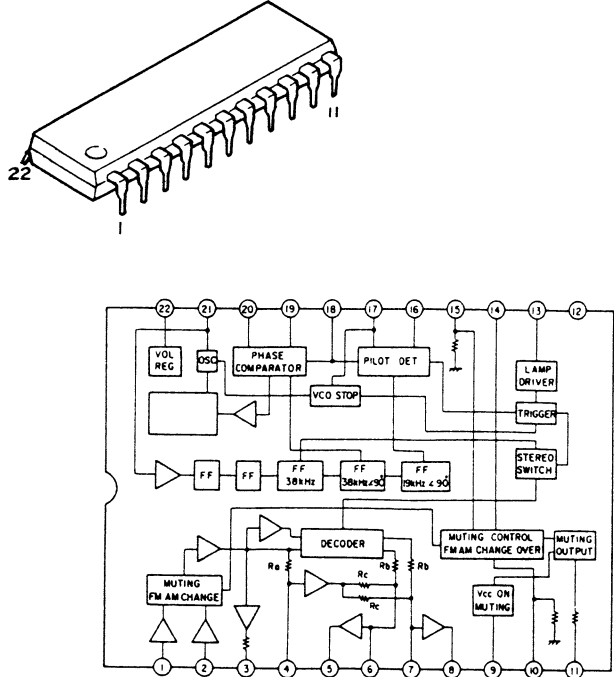 11
22
1
22 21 20 19 18 17 16 15 14 13 12
VOL REG
OSC
PHASE COMPARATOR
PILOT DET
LAMP DRIVER
VCO STOP
TRIGGER
STEREO SWITCH
FF
FF
FF 38kHz
FF 38kHz∠90°
FF 19kHz∠90°
DECODER
MUTING CONTROL FM AM CHANGE OVER
MUTING OUTPUT
Ra
Rb
Rb
Rc
Rc
MUTING FM AM CHANGE
Vcc ON MUTING
1 2 3 4 5 6 7 8 9 10 11